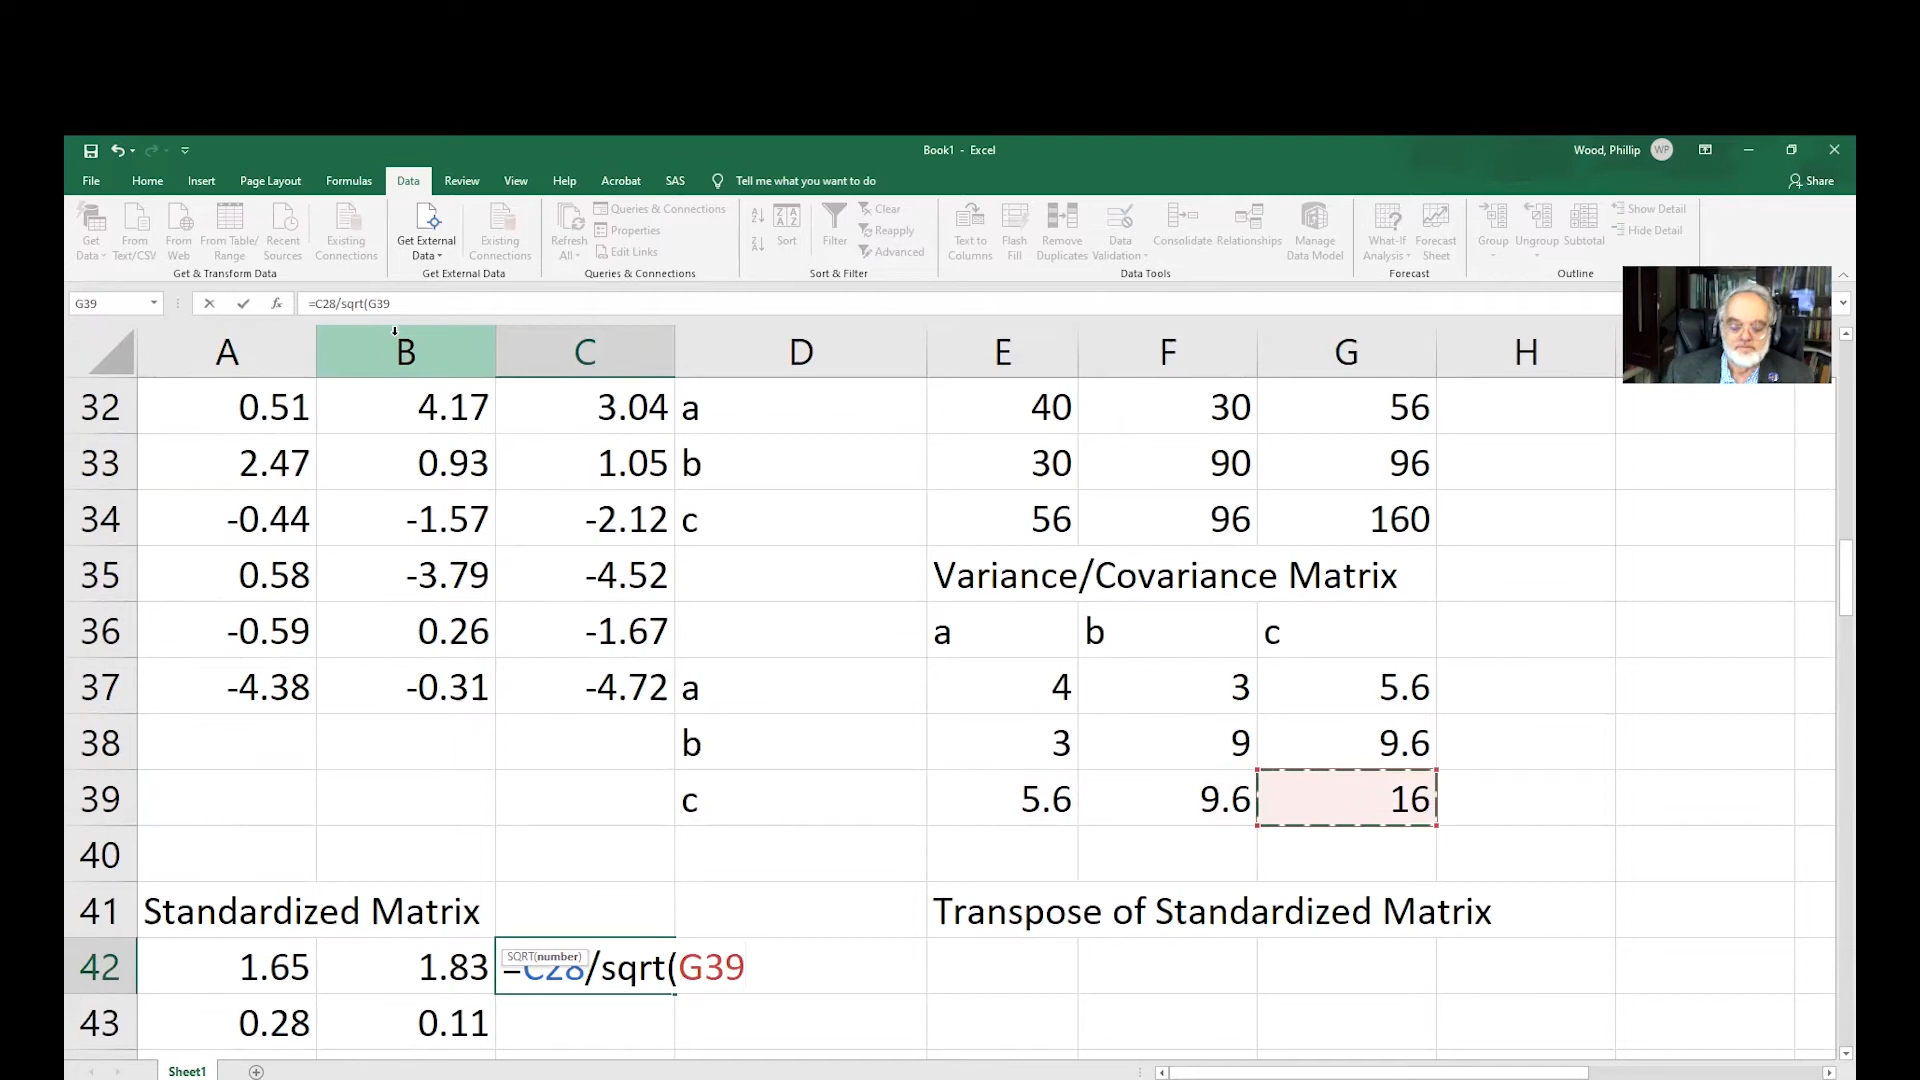 Book1 - Excel
Wood, Phillip WP
File Home Insert Page Layout Formulas Data Review View Help Acrobat SAS Tell me what you want to do Share
Get Data
From Text/CSV
From Web
From Table/ Range
Recent Sources
Existing Connections
Get External Data
Existing Connections
Refresh All
Queries & Connections
Properties
Edit Links
Sort
Filter
Clear
Reapply
Advanced
Text to Columns
Flash Fill
Remove Duplicates
Data Validation
Consolidate
Relationships
Manage Data Model
What-If Analysis
Forecast Sheet
Group
Ungroup
Subtotal
Show Detail
Hide Detail
Get & Transform Data Get External Data Queries & Connections Sort & Filter Data Tools Forecast Outline
G39 fx =C28/sqrt(G39
A B C D E F G H
32 0.51 4.17 3.04 a 40 30 56
33 2.47 0.93 1.05 b 30 90 96
34 -0.44 -1.57 -2.12 c 56 96 160
35 0.58 -3.79 -4.52 Variance/Covariance Matrix
36 -0.59 0.26 -1.67 a b c
37 -4.38 -0.31 -4.72 a 4 3 5.6
38 b 3 9 9.6
39 c 5.6 9.6 16
40
41 Standardized Matrix Transpose of Standardized Matrix
SQRT(number)
42 1.65 1.83 =C28/sqrt(G39
43 0.28 0.11
Sheet1